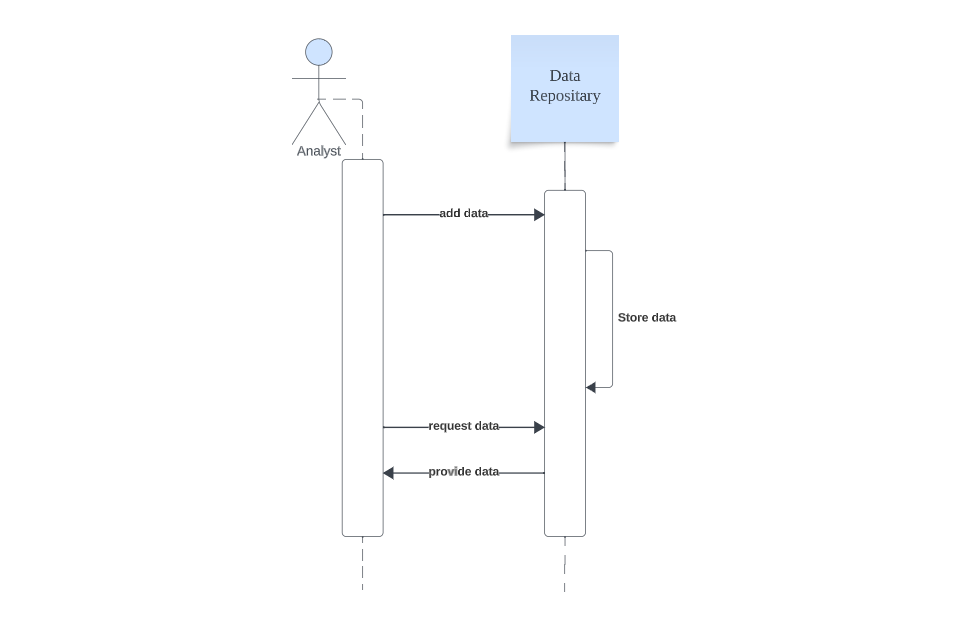 Data
Repositary
Analyst
add data
Store data
request data
provide data